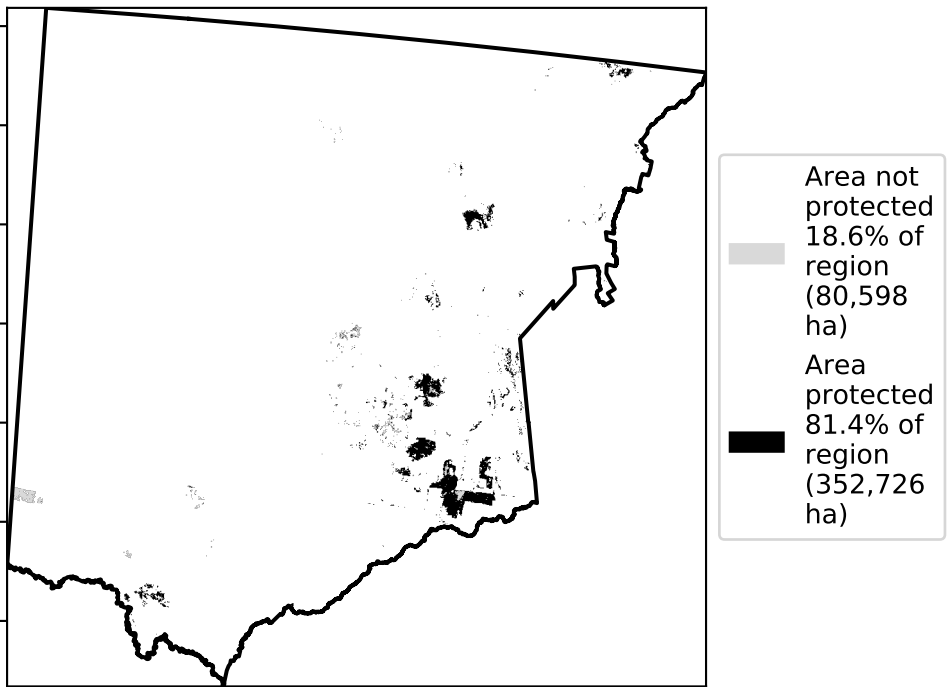 Area not
protected
18.6% of
region
(80,598
ha)
Area
protected
81.4% of
region
(352,726
ha)